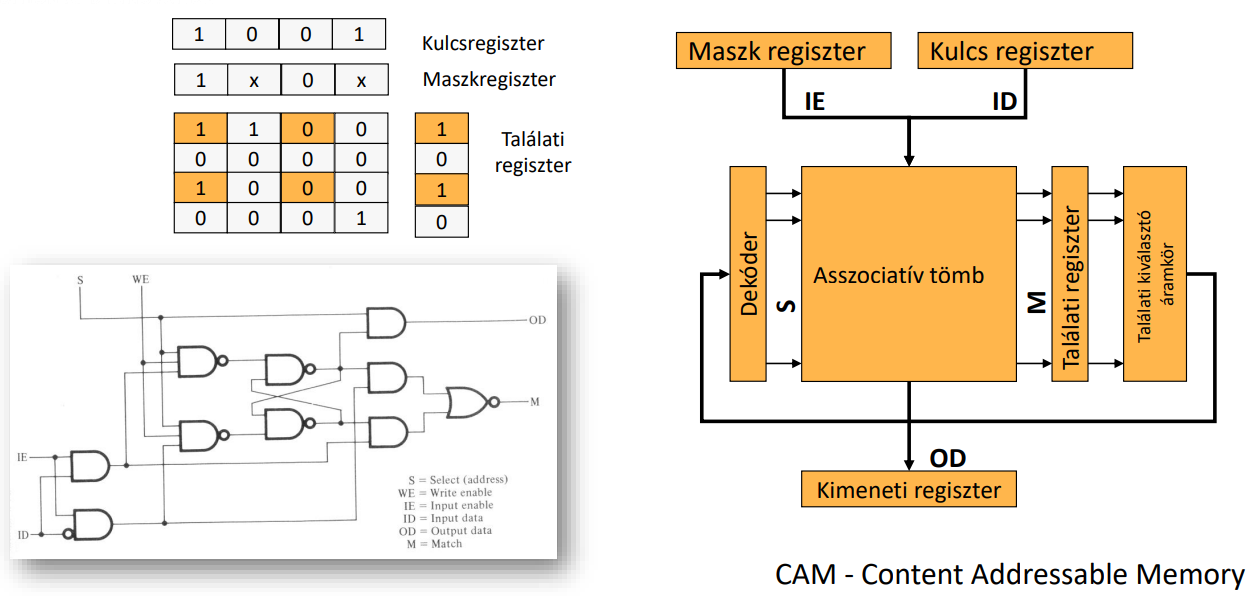 1 0 0 1
Kulcsregiszter
1 x 0 x
Maszkregiszter
1 1 0 0
0 0 0 0
1 0 0 0
0 0 0 1
1
0
1
0
Találati
regiszter
S
WE
OD
M
IE
ID
S = Select (address)
WE = Write enable
IE = Input enable
ID = Input data
OD = Output data
M = Match
Maszk regiszter
Kulcs regiszter
IE
ID
Dekóder
S
Asszociatív tömb
M
Találati regiszter
Találati kiválasztó
áramkör
OD
Kimeneti regiszter
CAM - Content Addressable Memory